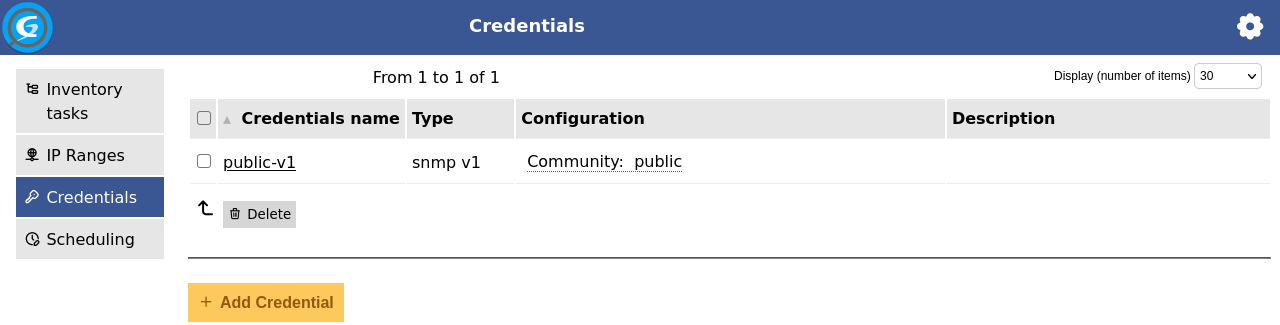 Credentials
Inventory tasks
IP Ranges
Credentials
Scheduling
From 1 to 1 of 1
Display (number of items) 30
▲ Credentials name Type Configuration Description
public-v1 snmp v1 Community: public
Delete
+ Add Credential